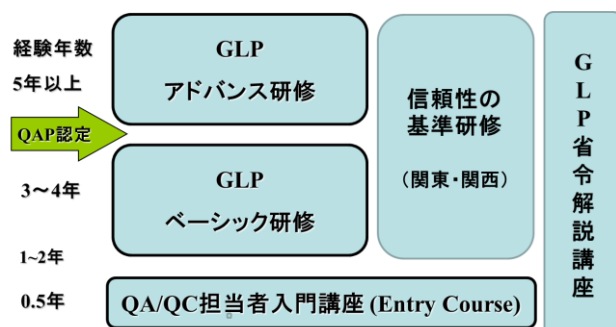 経験年数
5年以上
QAP認定
3～4年
1~2年
0.5年
GLP
アドバンス研修
GLP
ベーシック研修
信頼性の
基準研修
（関東・関西）
QA/QC担当者入門講座 (Entry Course)
GLP省令解説講座